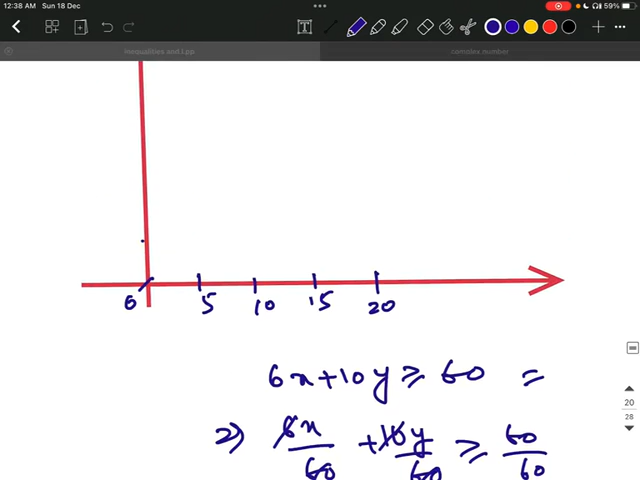 12:38 AM Sun 18 Dec
59%
inequalities and Lpp
complex number
0 5 10 15 20
6x+10y ≥ 60 =
2) 6x/60 + 10y/60 ≥ 60/60
20
28